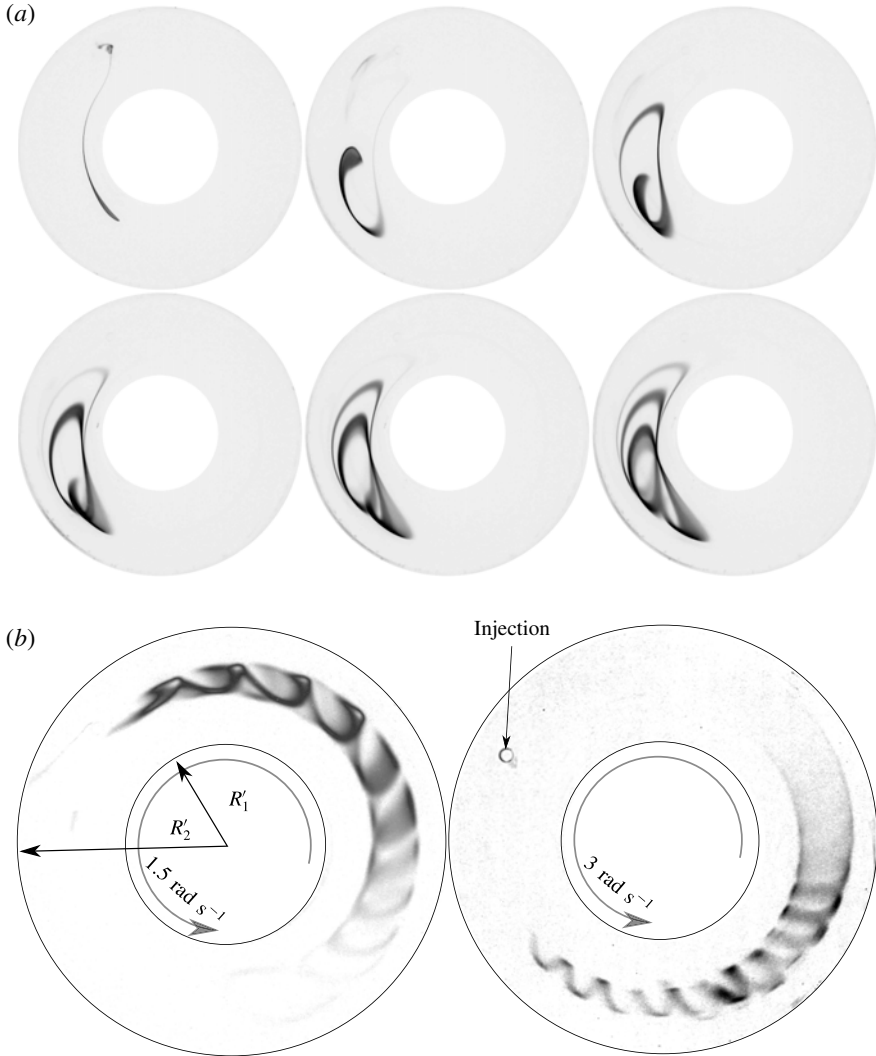 (a)
(b)
Injection
R′₁
R′₂
1.5 rad s⁻¹
3 rad s⁻¹